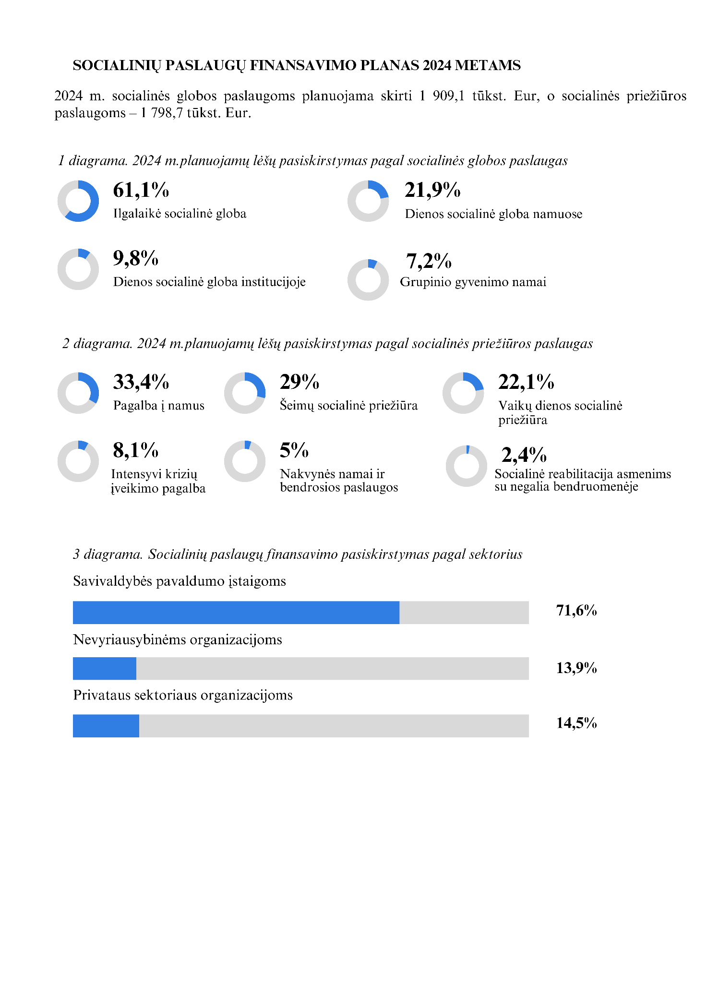 SOCIALINIŲ PASLAUGŲ FINANSAVIMO PLANAS 2024 METAMS
2024 m. socialinės globos paslaugoms planuojama skirti 1 909,1 tūkst. Eur, o socialinės priežiūros
paslaugoms – 1 798,7 tūkst. Eur.
1 diagrama. 2024 m.planuojamų lėšų pasiskirstymas pagal socialinės globos paslaugas
61,1%
Ilgalaikė socialinė globa
21,9%
Dienos socialinė globa namuose
9,8%
Dienos socialinė globa institucijoje
7,2%
Grupinio gyvenimo namai
2 diagrama. 2024 m.planuojamų lėšų pasiskirstymas pagal socialinės priežiūros paslaugas
33,4%
Pagalba į namus
29%
Šeimų socialinė priežiūra
22,1%
Vaikų dienos socialinė
priežiūra
8,1%
Intensyvi krizių
įveikimo pagalba
5%
Nakvynės namai ir
bendrosios paslaugos
2,4%
Socialinė reabilitacija asmenims
su negalia bendruomenėje
3 diagrama. Socialinių paslaugų finansavimo pasiskirstymas pagal sektorius
Savivaldybės pavaldumo įstaigoms
71,6%
Nevyriausybinėms organizacijoms
13,9%
Privataus sektoriaus organizacijoms
14,5%